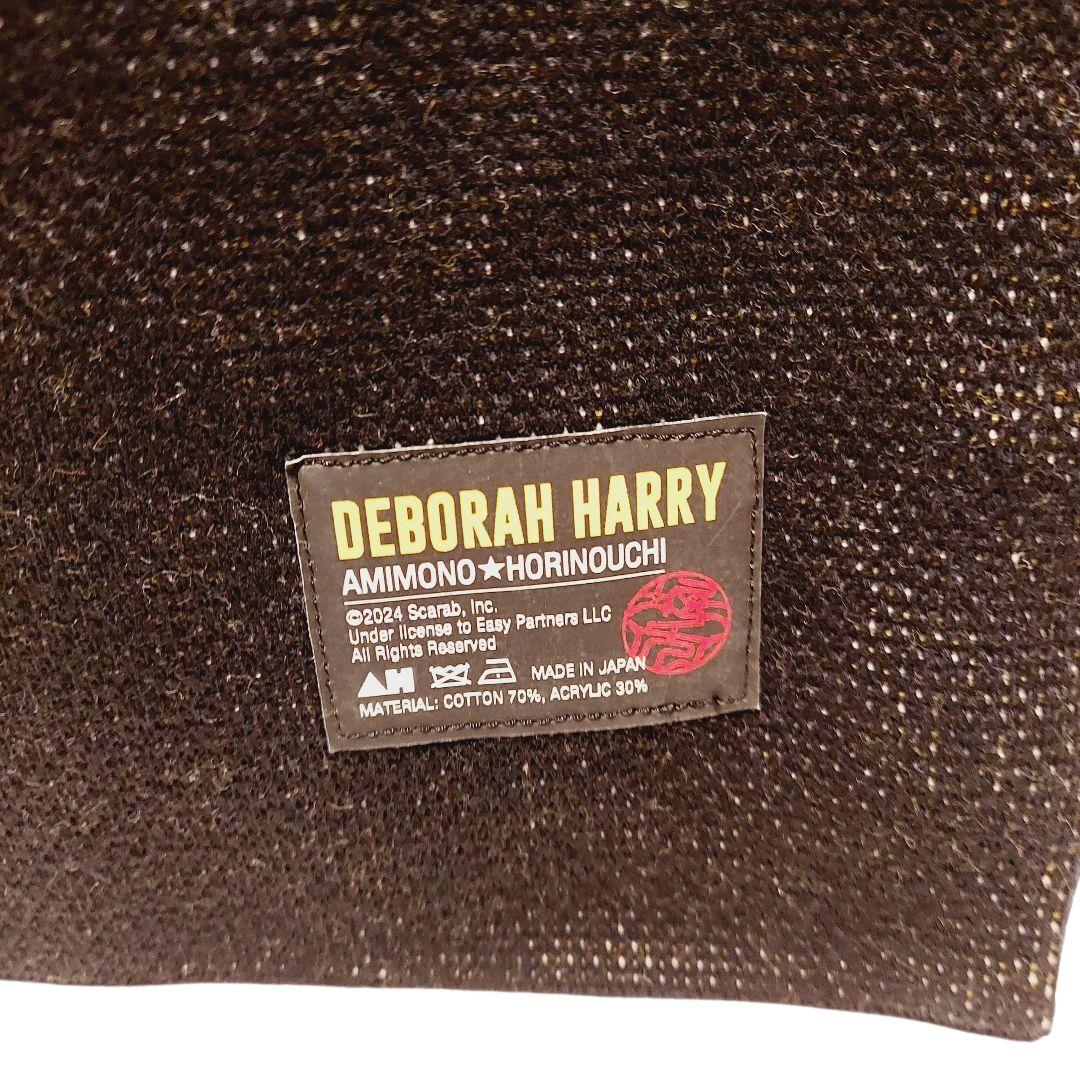 DEBORAH HARRY
AMIMONO★HORINOUCHI
©2024 Scarab, Inc.
Under license to Easy Partners LLC
All Rights Reserved
AH
MADE IN JAPAN
MATERIAL: COTTON 70%, ACRYLIC 30%